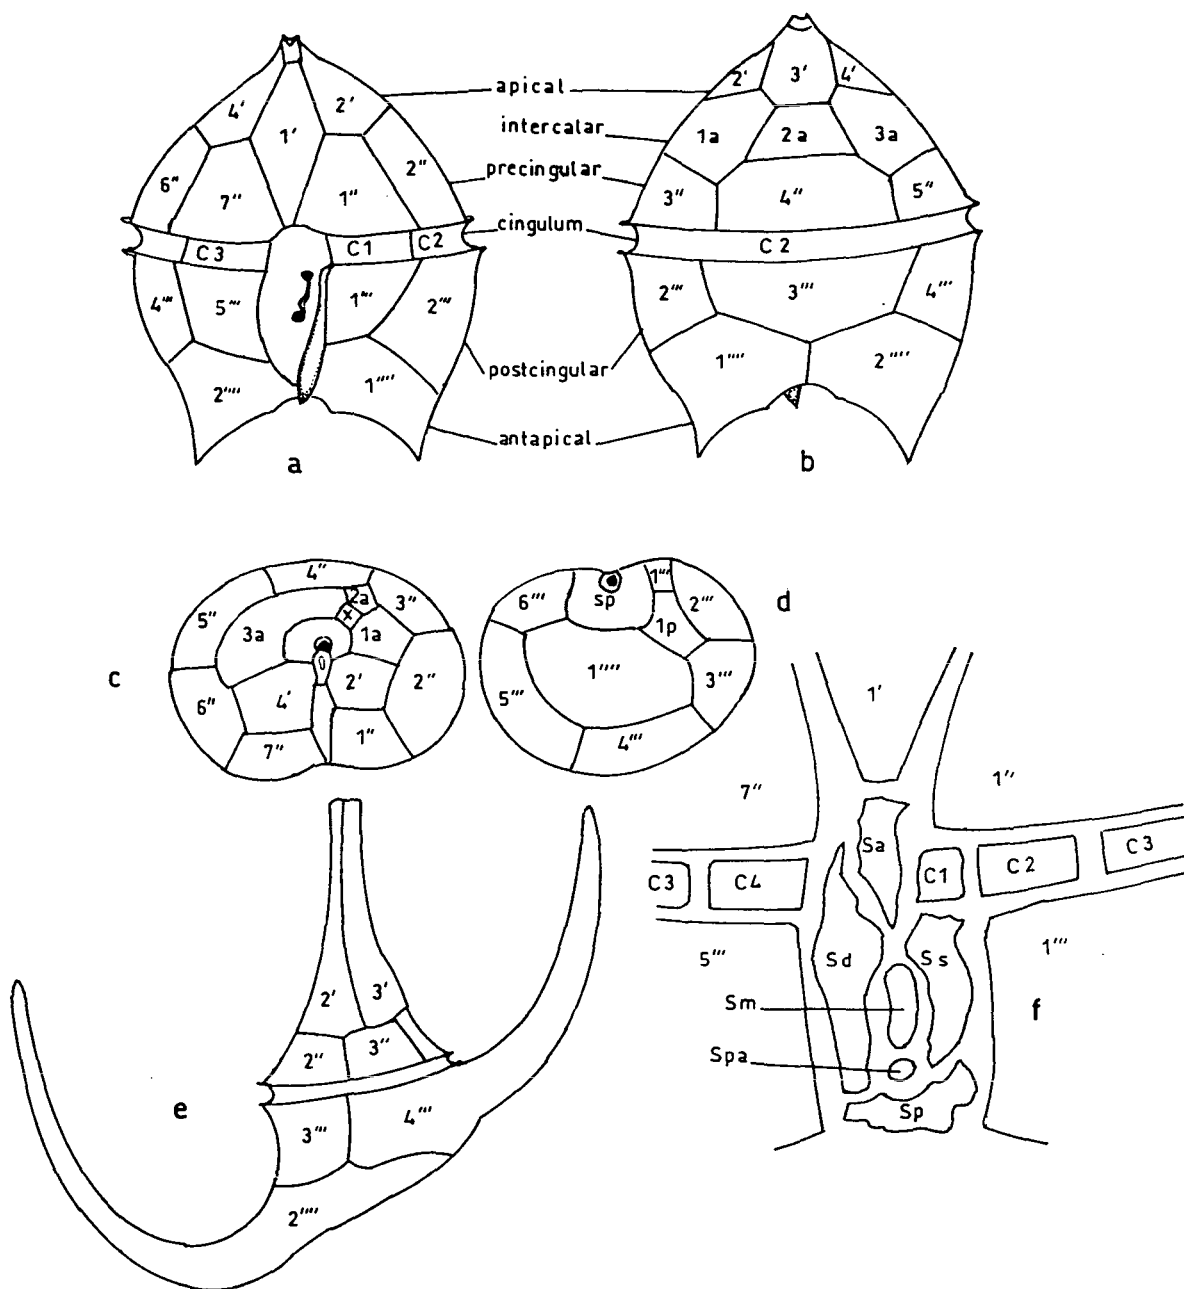 apical
intercalar
precingular
cingulum
postcingular
antapical
4' 1' 2'
6'' 7'' 1'' 2''
C3 C1 C2
4''' 5''' 1''' 2'''
2'''' 1''''
a
2' 3' 4'
1a 2a 3a
3'' 4'' 5''
C2
2''' 3''' 4'''
1'''' 2''''
b
4''
5'' 2a 3''
x
3a 1a
4' 2' 2''
6''
7'' 1''
c
6''' sp 1''' 2'''
1p
1'''' 3'''
5'''
4'''
d
2' 3'
2'' 3''
3''' 4'''
2''''
e
1'
7'' 1''
Sa
C3 C4 C1 C2 C3
5''' Sd Ss 1'''
Sm
Spa
Sp
f